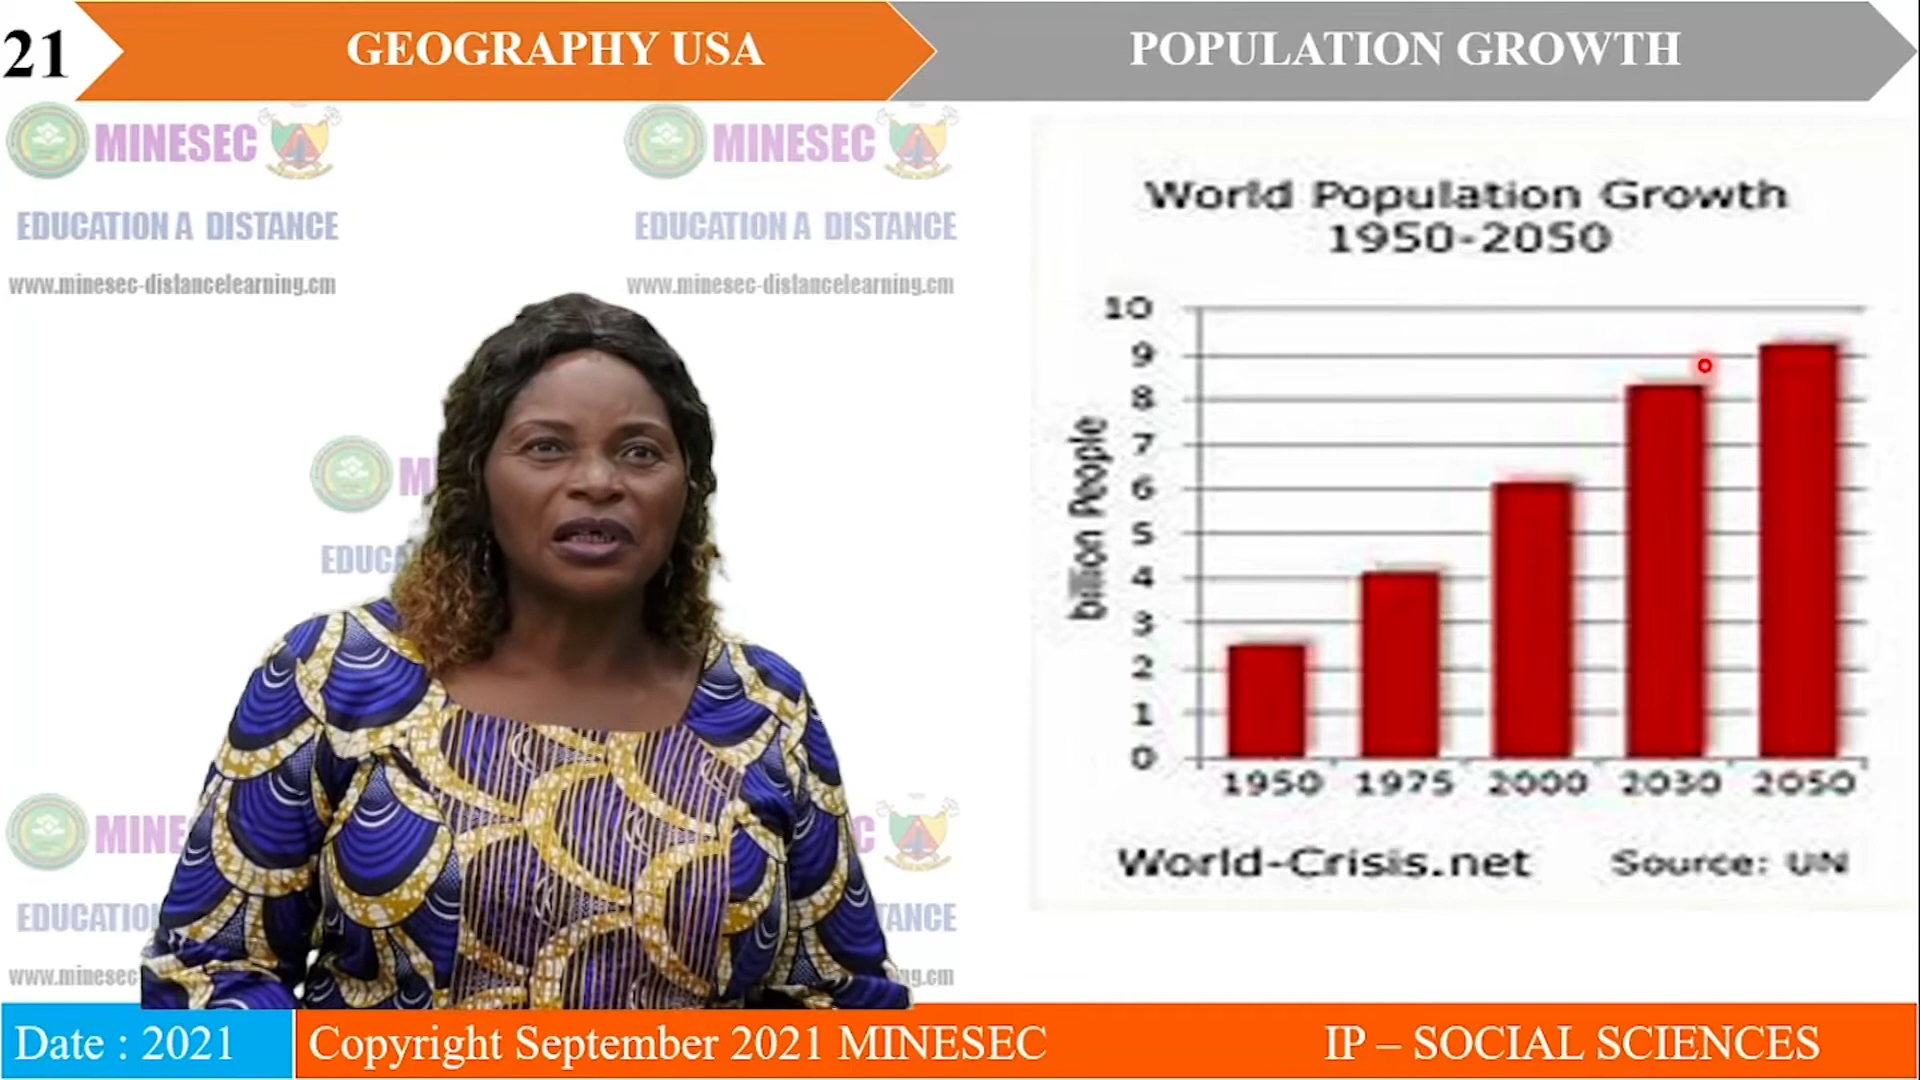 21
GEOGRAPHY USA
POPULATION GROWTH
MINESEC
EDUCATION A DISTANCE
www.minesec-distancelearning.cm
MINESEC
EDUCATION A DISTANCE
www.minesec-distancelearning.cm
World Population Growth
1950-2050
10
9
8
7
6
5
4
3
2
1
0
billion People
1950 1975 2000 2030 2050
World-Crisis.net Source: UN
Date : 2021
Copyright September 2021 MINESEC
IP – SOCIAL SCIENCES